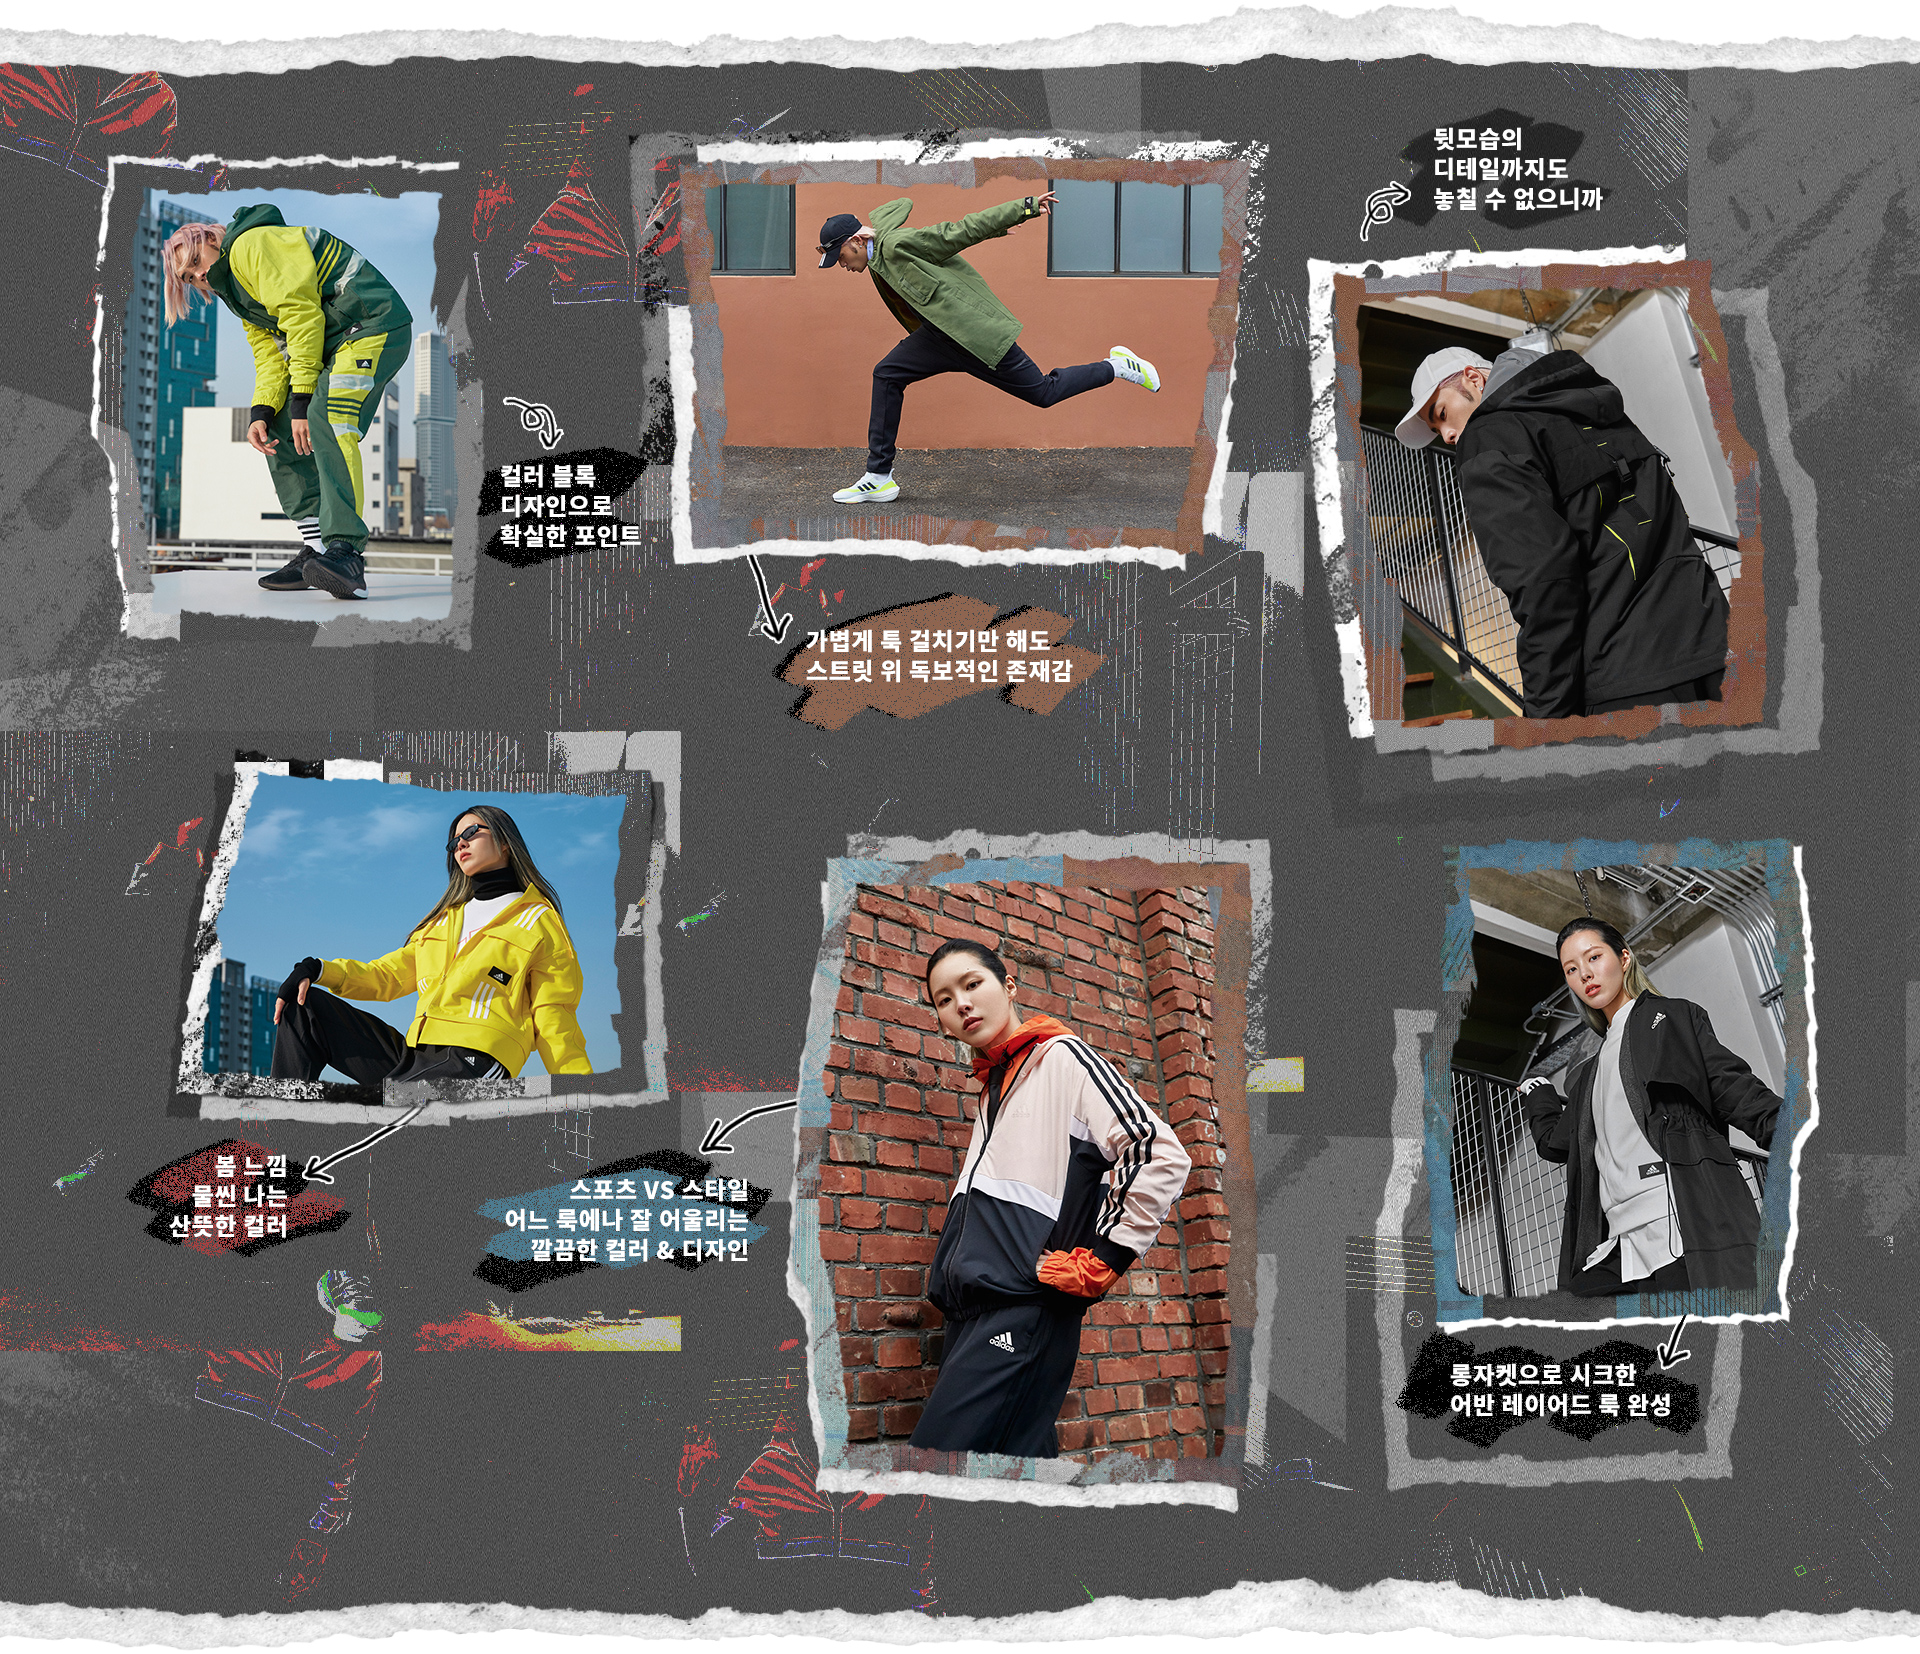 뒷모습의
디테일까지도
놓칠 수 없으니까
컬러 블록
디자인으로
확실한 포인트
가볍게 툭 걸치기만 해도
스트릿 위 독보적인 존재감
봄 느낌
물씬 나는
산뜻한 컬러
스포츠 VS 스타일
어느 룩에나 잘 어울리는
깔끔한 컬러 & 디자인
adidas
롱자켓으로 시크한
어반 레이어드 룩 완성